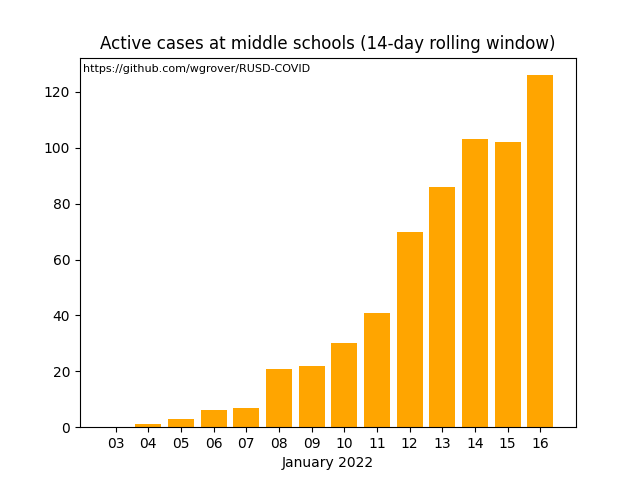 Active cases at middle schools (14-day rolling window)
https://github.com/wgrover/RUSD-COVID
120
100
80
60
40
20
0
03 04 05 06 07 08 09 10 11 12 13 14 15 16
January 2022